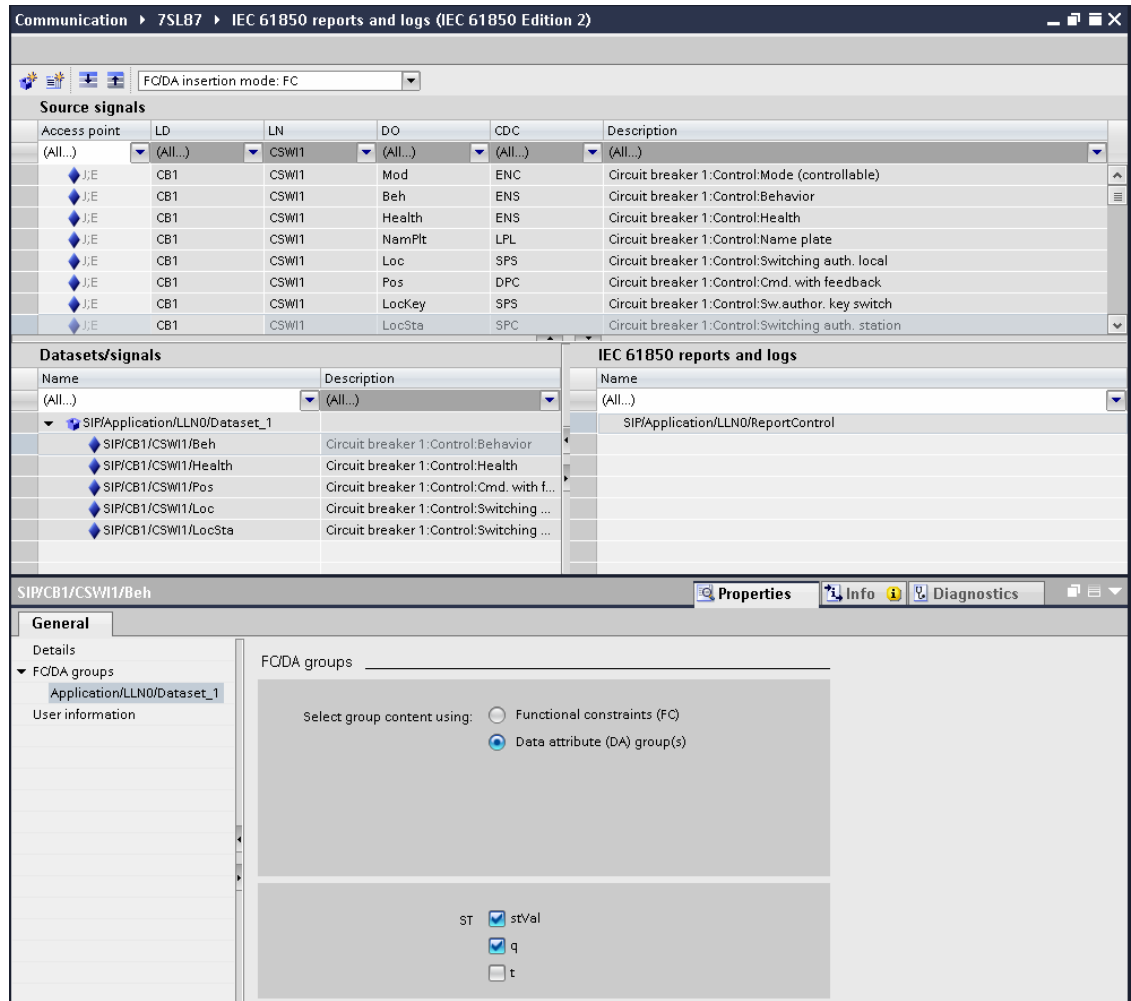 Communication ▸ 7SL87 ▸ IEC 61850 reports and logs (IEC 61850 Edition 2)
FC/DA insertion mode: FC
Source signals
Access point LD LN DO CDC Description
(All...) (All...) CSWI1 (All...) (All...) (All...)
J;E CB1 CSWI1 Mod ENC Circuit breaker 1:Control:Mode (controllable)
J;E CB1 CSWI1 Beh ENS Circuit breaker 1:Control:Behavior
J;E CB1 CSWI1 Health ENS Circuit breaker 1:Control:Health
J;E CB1 CSWI1 NamPlt LPL Circuit breaker 1:Control:Name plate
J;E CB1 CSWI1 Loc SPS Circuit breaker 1:Control:Switching auth. local
J;E CB1 CSWI1 Pos DPC Circuit breaker 1:Control:Cmd. with feedback
J;E CB1 CSWI1 LocKey SPS Circuit breaker 1:Control:Sw.author. key switch
J;E CB1 CSWI1 LocSta SPC Circuit breaker 1:Control:Switching auth. station
Datasets/signals
Name Description
(All...) (All...)
SIP/Application/LLN0/Dataset_1
SIP/CB1/CSWI1/Beh Circuit breaker 1:Control:Behavior
SIP/CB1/CSWI1/Health Circuit breaker 1:Control:Health
SIP/CB1/CSWI1/Pos Circuit breaker 1:Control:Cmd. with f...
SIP/CB1/CSWI1/Loc Circuit breaker 1:Control:Switching ...
SIP/CB1/CSWI1/LocSta Circuit breaker 1:Control:Switching ...
IEC 61850 reports and logs
Name
(All...)
SIP/Application/LLN0/ReportControl
SIP/CB1/CSWI1/Beh
Properties Info Diagnostics
General
Details
FC/DA groups
Application/LLN0/Dataset_1
User information
FC/DA groups
Select group content using: Functional constraints (FC)
Data attribute (DA) group(s)
ST stVal
q
t